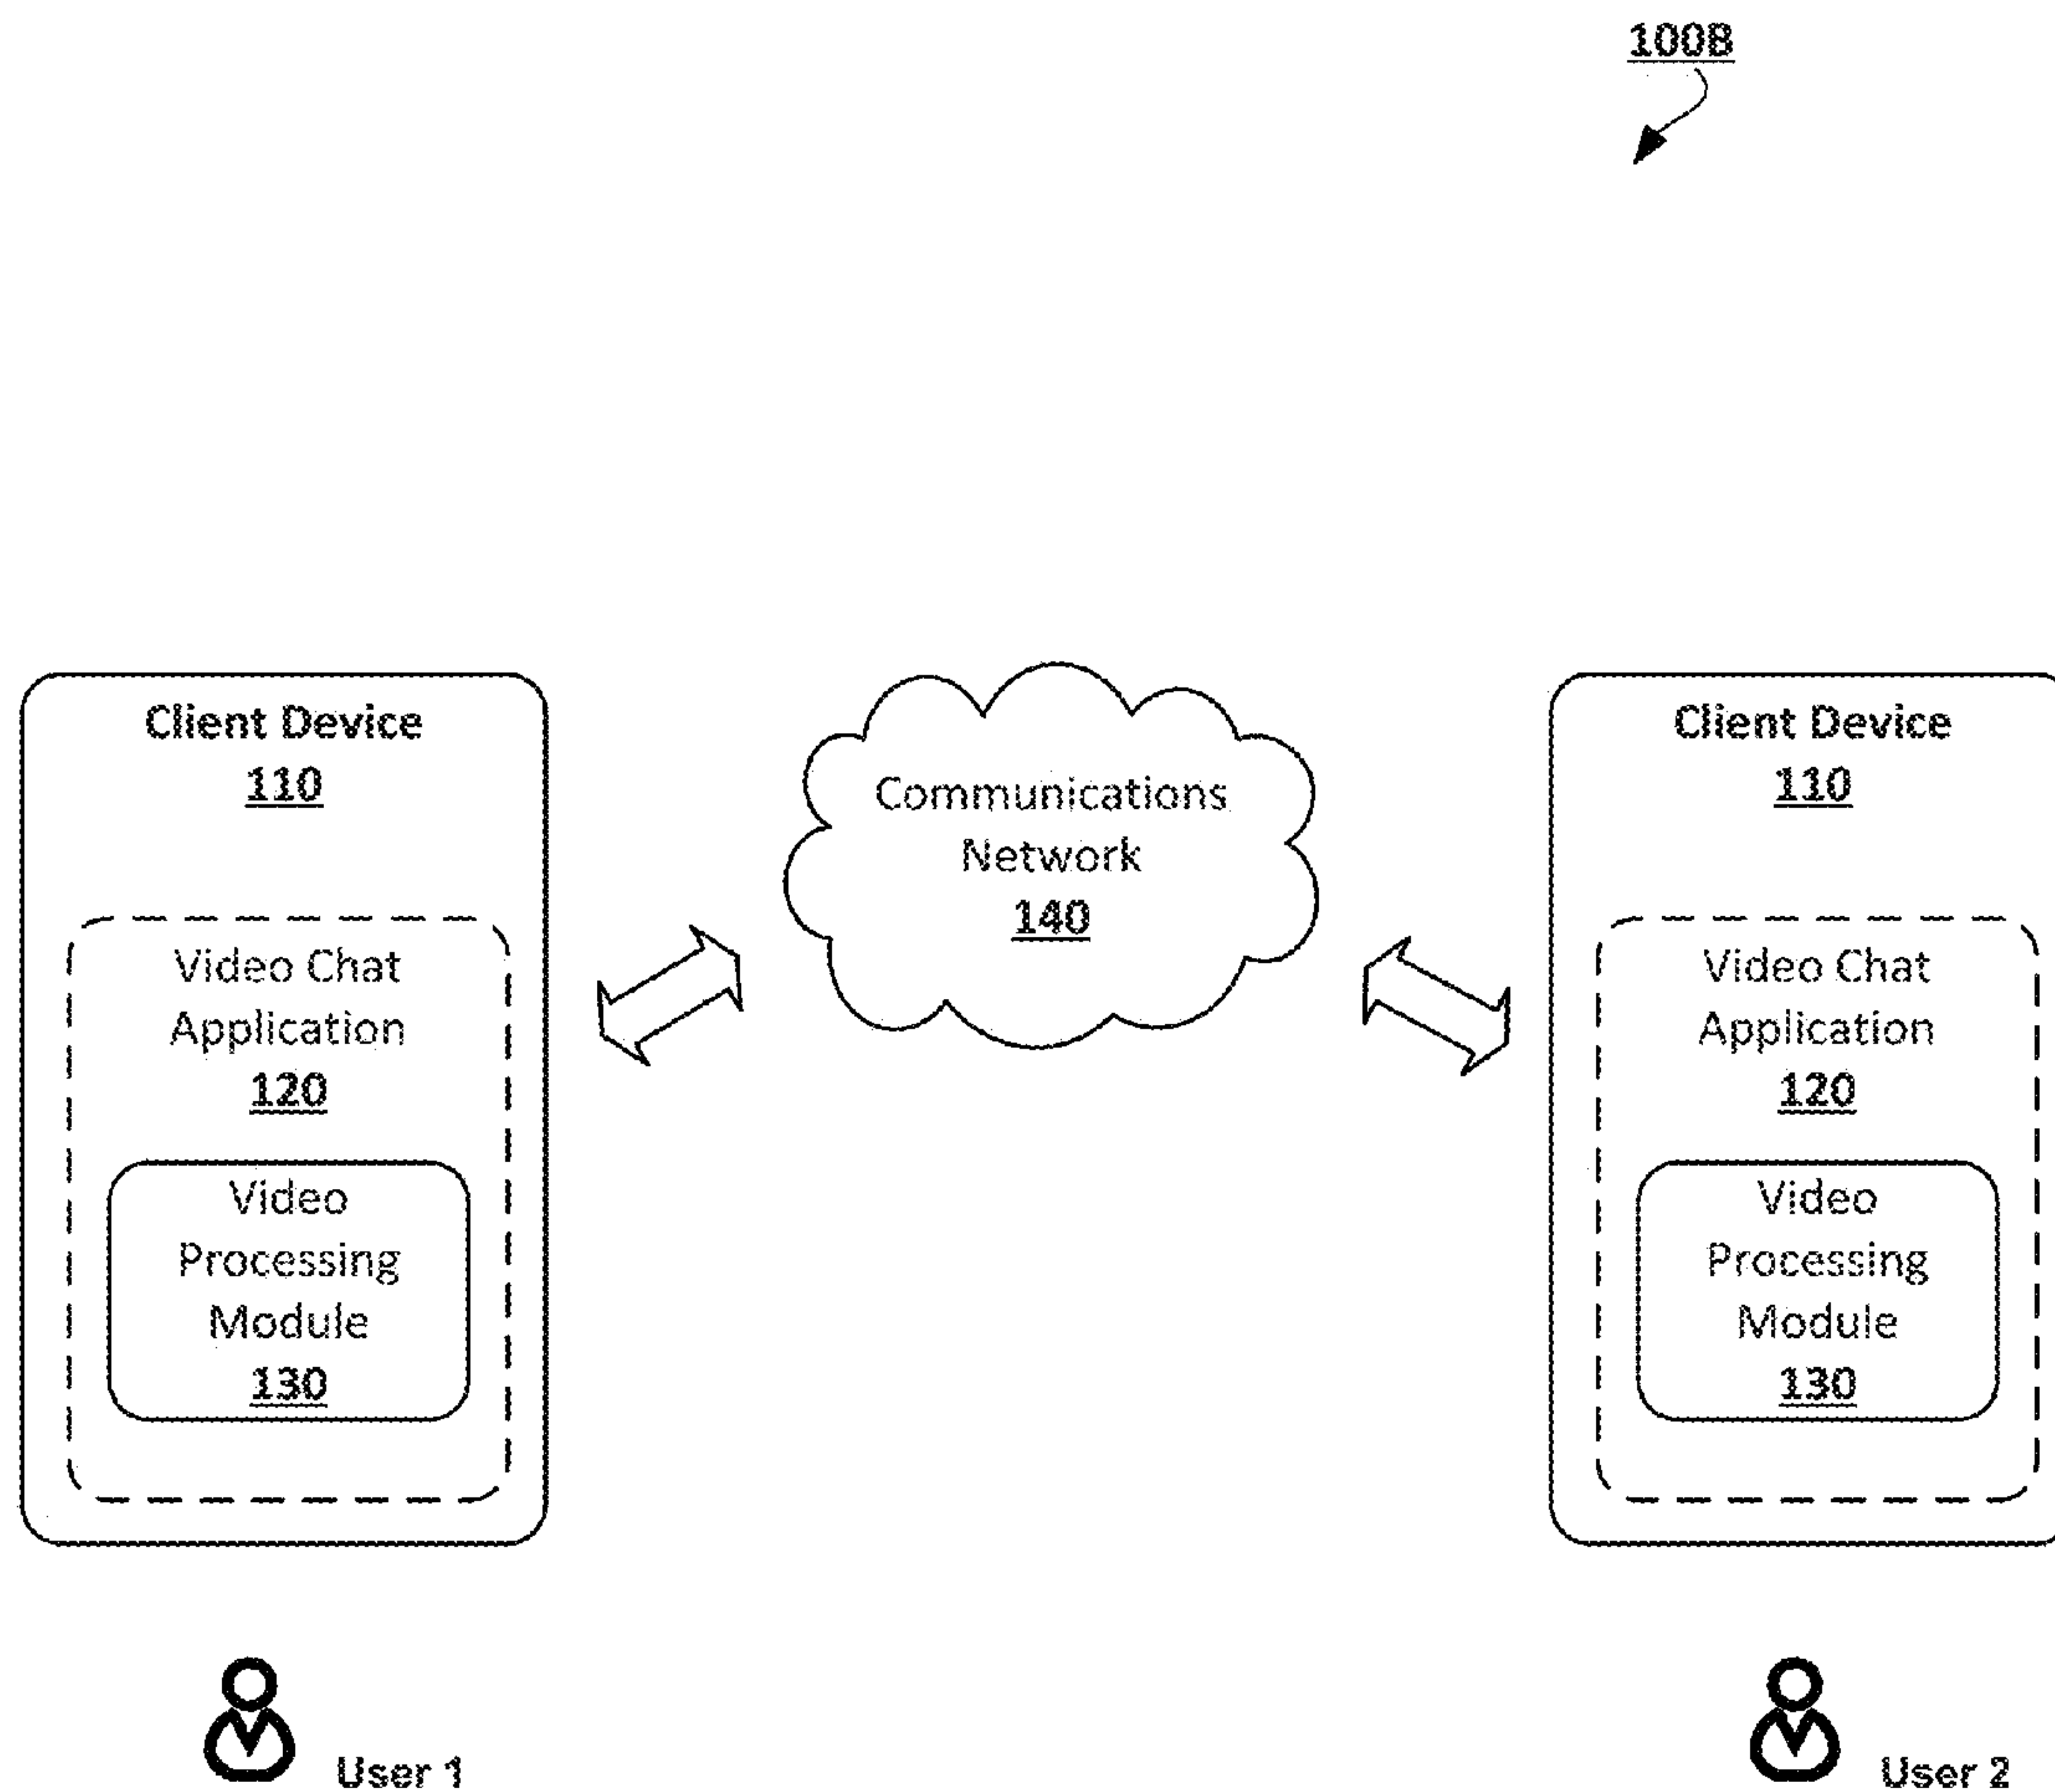 100B
Client Device
110
Video Chat
Application
120
Video
Processing
Module
130
User 1
Communications
Network
140
Client Device
110
Video Chat
Application
120
Video
Processing
Module
130
User 2